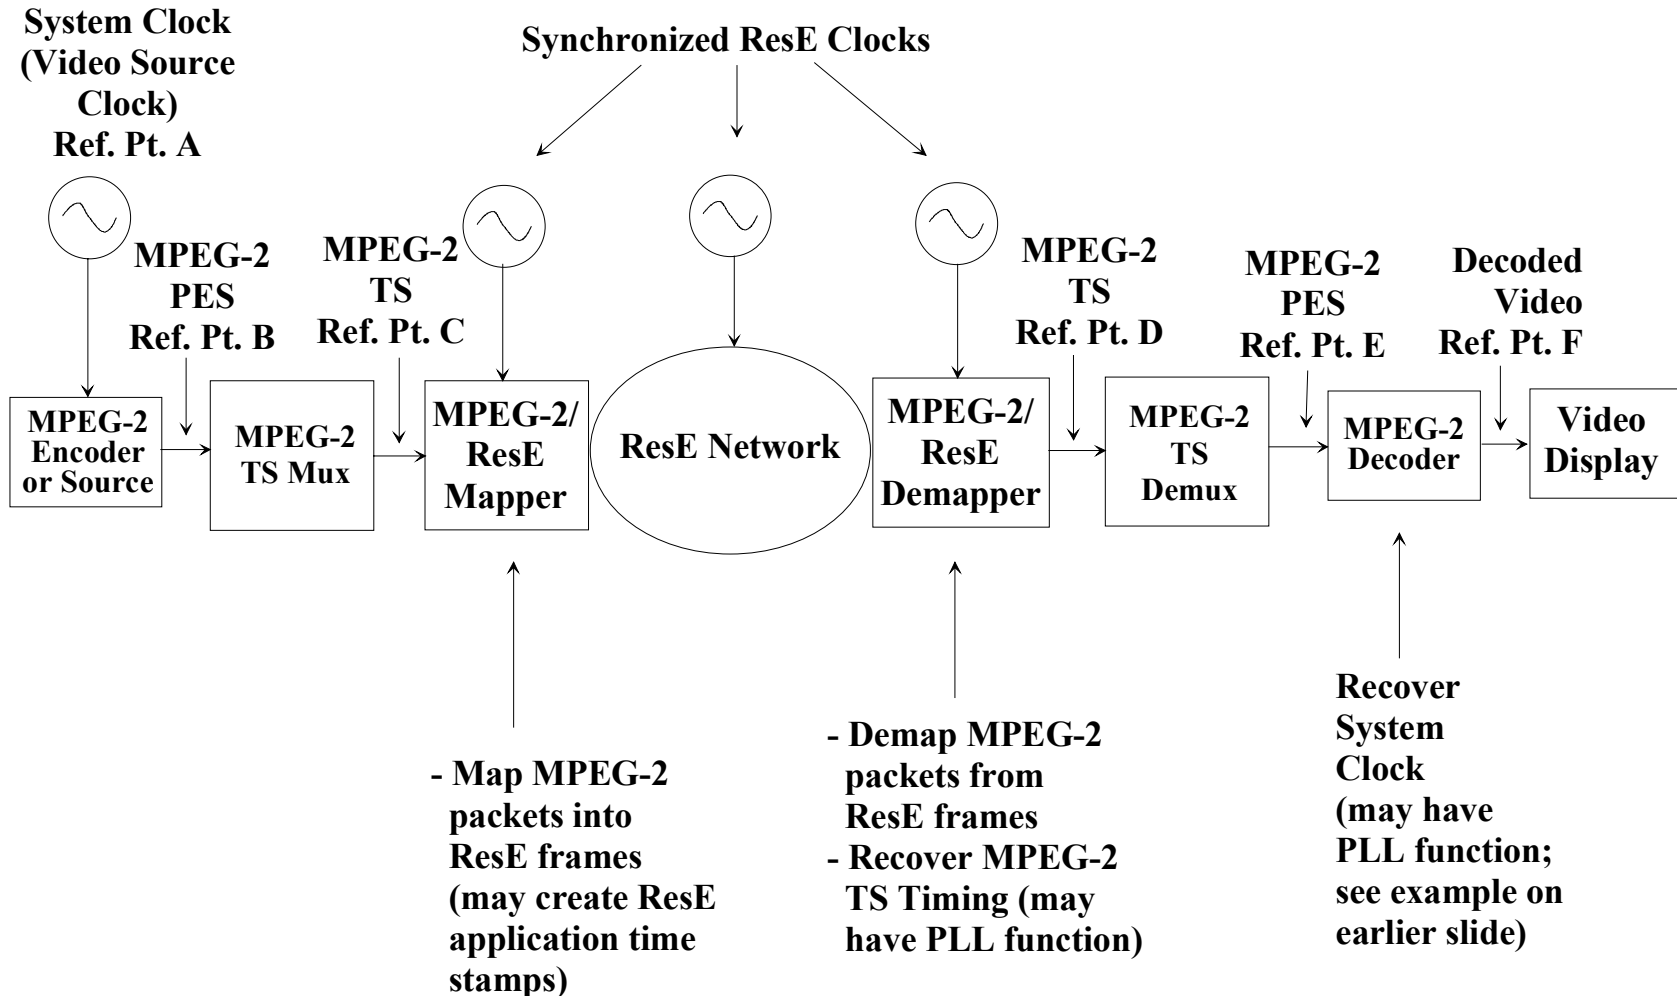 System Clock
(Video Source
Clock)
Ref. Pt. A
Synchronized ResE Clocks
MPEG-2
PES
Ref. Pt. B
MPEG-2
TS
Ref. Pt. C
MPEG-2
TS
Ref. Pt. D
MPEG-2
PES
Ref. Pt. E
Decoded
Video
Ref. Pt. F
MPEG-2
Encoder
or Source
MPEG-2
TS Mux
MPEG-2/
ResE
Mapper
ResE Network
MPEG-2/
ResE
Demapper
MPEG-2
TS
Demux
MPEG-2
Decoder
Video
Display
- Map MPEG-2
packets into
ResE frames
(may create ResE
application time
stamps)
- Demap MPEG-2
packets from
ResE frames
- Recover MPEG-2
TS Timing (may
have PLL function)
Recover
System
Clock
(may have
PLL function;
see example on
earlier slide)